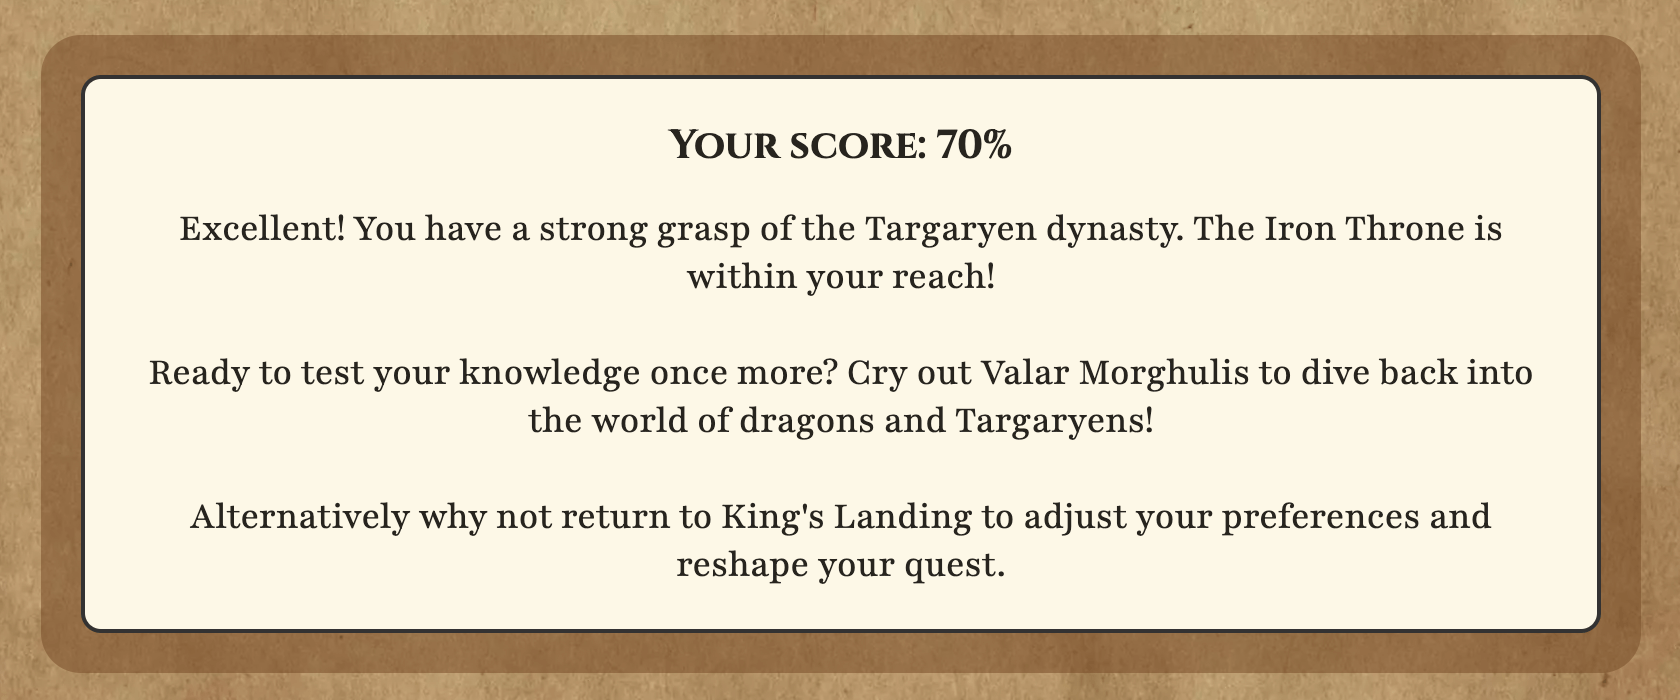 Your score: 70%
Excellent! You have a strong grasp of the Targaryen dynasty. The Iron Throne is
within your reach!
Ready to test your knowledge once more? Cry out Valar Morghulis to dive back into
the world of dragons and Targaryens!
Alternatively why not return to King's Landing to adjust your preferences and
reshape your quest.